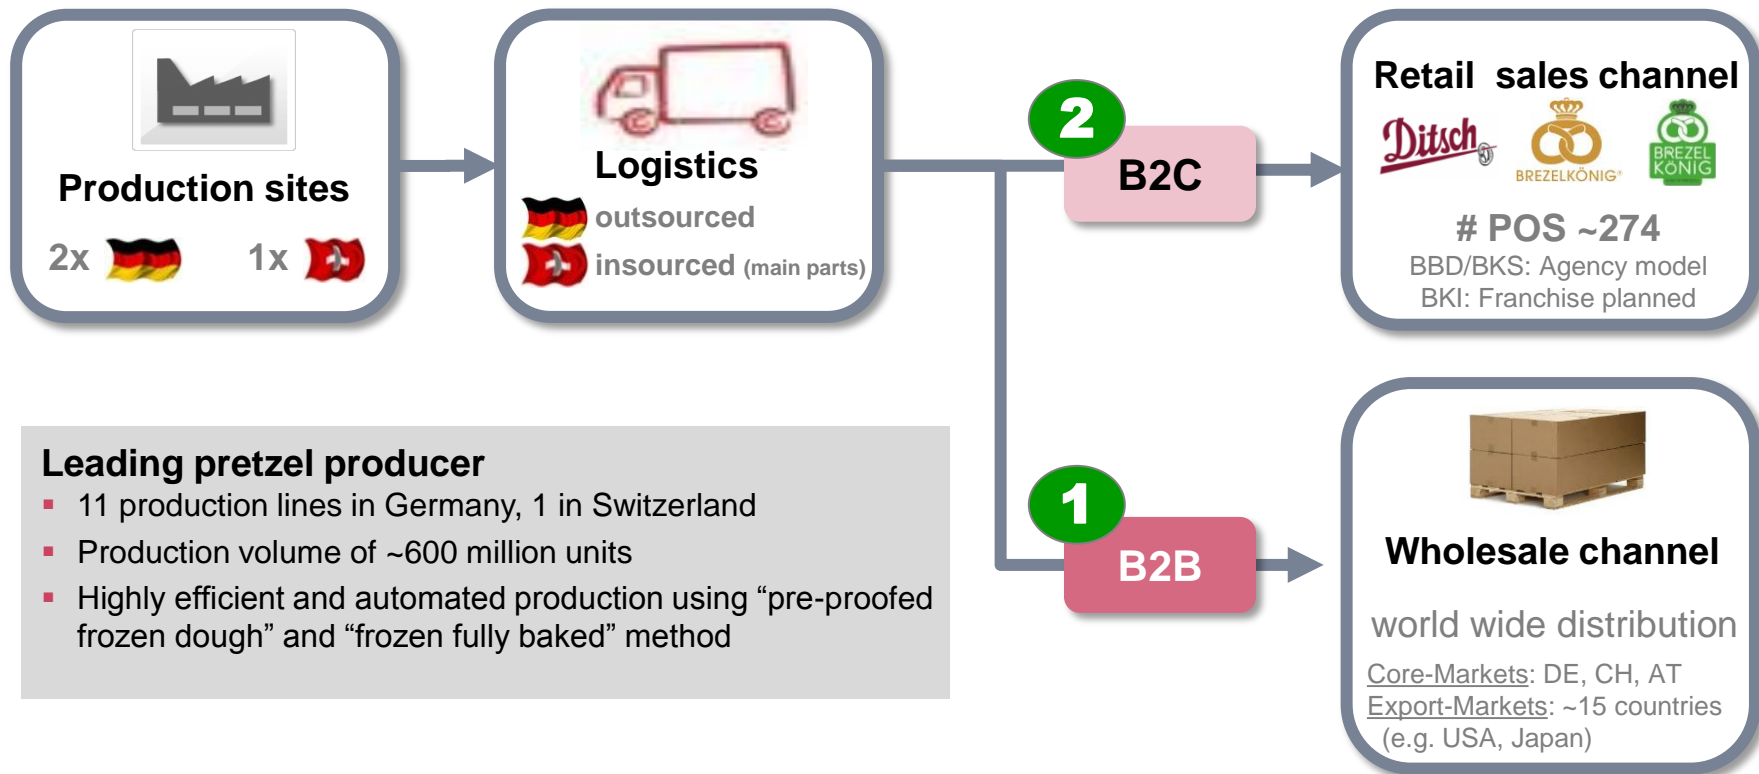 Production sites
2x
1x
Logistics
outsourced
insourced (main parts)
2
B2C
Retail sales channel
Ditsch
BREZELKÖNIG®
BREZEL
KÖNIG
# POS ~274
BBD/BKS: Agency model
BKI: Franchise planned
Leading pretzel producer
▪ 11 production lines in Germany, 1 in Switzerland
▪ Production volume of ~600 million units
▪ Highly efficient and automated production using “pre-proofed
frozen dough” and “frozen fully baked” method
1
B2B
Wholesale channel
world wide distribution
Core-Markets: DE, CH, AT
Export-Markets: ~15 countries
(e.g. USA, Japan)